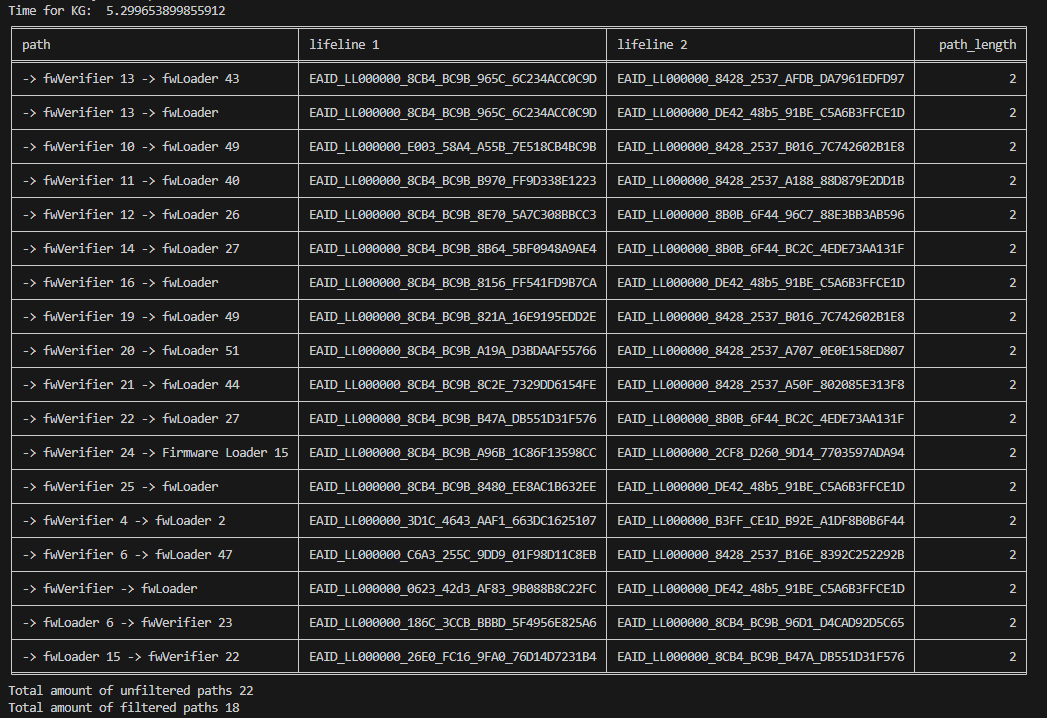 Time for KG:  5.299653899855912
path lifeline 1 lifeline 2 path_length
-> fwVerifier 13 -> fwLoader 43 EAID_LL000000_8CB4_BC9B_965C_6C234ACC0C9D EAID_LL000000_8428_2537_AFDB_DA7961EDFD97 2
-> fwVerifier 13 -> fwLoader EAID_LL000000_8CB4_BC9B_965C_6C234ACC0C9D EAID_LL000000_DE42_48b5_91BE_C5A6B3FFCE1D 2
-> fwVerifier 10 -> fwLoader 49 EAID_LL000000_E003_58A4_A55B_7E518CB4BC9B EAID_LL000000_8428_2537_B016_7C742602B1E8 2
-> fwVerifier 11 -> fwLoader 40 EAID_LL000000_8CB4_BC9B_B970_FF9D338E1223 EAID_LL000000_8428_2537_A188_88D879E2DD1B 2
-> fwVerifier 12 -> fwLoader 26 EAID_LL000000_8CB4_BC9B_8E70_5A7C308BBCC3 EAID_LL000000_8B0B_6F44_96C7_88E3BB3AB596 2
-> fwVerifier 14 -> fwLoader 27 EAID_LL000000_8CB4_BC9B_8B64_5BF0948A9AE4 EAID_LL000000_8B0B_6F44_BC2C_4EDE73AA131F 2
-> fwVerifier 16 -> fwLoader EAID_LL000000_8CB4_BC9B_8156_FF541FD9B7CA EAID_LL000000_DE42_48b5_91BE_C5A6B3FFCE1D 2
-> fwVerifier 19 -> fwLoader 49 EAID_LL000000_8CB4_BC9B_821A_16E9195EDD2E EAID_LL000000_8428_2537_B016_7C742602B1E8 2
-> fwVerifier 20 -> fwLoader 51 EAID_LL000000_8CB4_BC9B_A19A_D3BDAAF55766 EAID_LL000000_8428_2537_A707_0E0E158ED807 2
-> fwVerifier 21 -> fwLoader 44 EAID_LL000000_8CB4_BC9B_8C2E_7329DD6154FE EAID_LL000000_8428_2537_A50F_802085E313F8 2
-> fwVerifier 22 -> fwLoader 27 EAID_LL000000_8CB4_BC9B_B47A_DB551D31F576 EAID_LL000000_8B0B_6F44_BC2C_4EDE73AA131F 2
-> fwVerifier 24 -> Firmware Loader 15 EAID_LL000000_8CB4_BC9B_A96B_1C86F13598CC EAID_LL000000_2CF8_D260_9D14_7703597ADA94 2
-> fwVerifier 25 -> fwLoader EAID_LL000000_8CB4_BC9B_8480_EE8AC1B632EE EAID_LL000000_DE42_48b5_91BE_C5A6B3FFCE1D 2
-> fwVerifier 4 -> fwLoader 2 EAID_LL000000_3D1C_4643_AAF1_663DC1625107 EAID_LL000000_B3FF_CE1D_B92E_A1DF8B0B6F44 2
-> fwVerifier 6 -> fwLoader 47 EAID_LL000000_C6A3_255C_9DD9_01F98D11C8EB EAID_LL000000_8428_2537_B16E_8392C252292B 2
-> fwVerifier -> fwLoader EAID_LL000000_0623_42d3_AF83_9B088B8C22FC EAID_LL000000_DE42_48b5_91BE_C5A6B3FFCE1D 2
-> fwLoader 6 -> fwVerifier 23 EAID_LL000000_186C_3CCB_BBBD_5F4956E825A6 EAID_LL000000_8CB4_BC9B_96D1_D4CAD92D5C65 2
-> fwLoader 15 -> fwVerifier 22 EAID_LL000000_26E0_FC16_9FA0_76D14D7231B4 EAID_LL000000_8CB4_BC9B_B47A_DB551D31F576 2
Total amount of unfiltered paths 22
Total amount of filtered paths 18